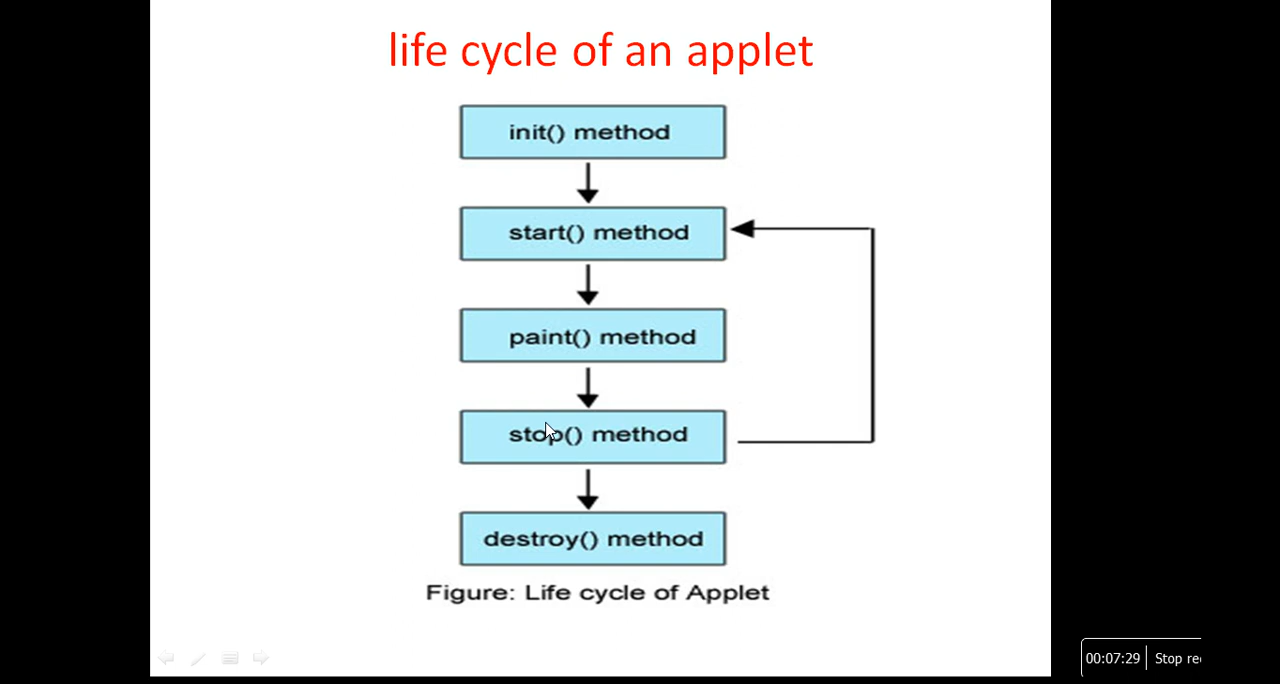 life cycle of an applet
init() method
start() method
paint() method
stop() method
destroy() method
Figure: Life cycle of Applet
00:07:29 Stop